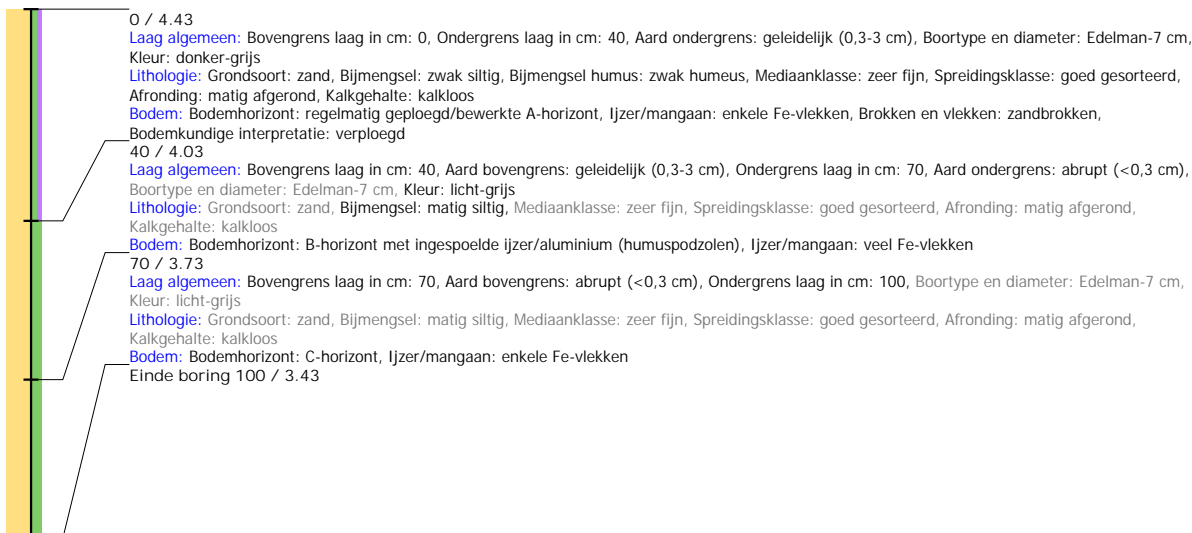 0 / 4.43
Laag algemeen: Bovengrens laag in cm: 0, Ondergrens laag in cm: 40, Aard ondergrens: geleidelijk (0,3-3 cm), Boortype en diameter: Edelman-7 cm,
Kleur: donker-grijs
Lithologie: Grondsoort: zand, Bijmengsel: zwak siltig, Bijmengsel humus: zwak humeus, Mediaanklasse: zeer fijn, Spreidingsklasse: goed gesorteerd,
Afronding: matig afgerond, Kalkgehalte: kalkloos
Bodem: Bodemhorizont: regelmatig geploegd/bewerkte A-horizont, Ijzer/mangaan: enkele Fe-vlekken, Brokken en vlekken: zandbrokken,
Bodemkundige interpretatie: verploegd
40 / 4.03
Laag algemeen: Bovengrens laag in cm: 40, Aard bovengrens: geleidelijk (0,3-3 cm), Ondergrens laag in cm: 70, Aard ondergrens: abrupt (<0,3 cm),
Boortype en diameter: Edelman-7 cm, Kleur: licht-grijs
Lithologie: Grondsoort: zand, Bijmengsel: matig siltig, Mediaanklasse: zeer fijn, Spreidingsklasse: goed gesorteerd, Afronding: matig afgerond,
Kalkgehalte: kalkloos
Bodem: Bodemhorizont: B-horizont met ingespoelde ijzer/aluminium (humuspodzolen), Ijzer/mangaan: veel Fe-vlekken
70 / 3.73
Laag algemeen: Bovengrens laag in cm: 70, Aard bovengrens: abrupt (<0,3 cm), Ondergrens laag in cm: 100, Boortype en diameter: Edelman-7 cm,
Kleur: licht-grijs
Lithologie: Grondsoort: zand, Bijmengsel: matig siltig, Mediaanklasse: zeer fijn, Spreidingsklasse: goed gesorteerd, Afronding: matig afgerond,
Kalkgehalte: kalkloos
Bodem: Bodemhorizont: C-horizont, Ijzer/mangaan: enkele Fe-vlekken
Einde boring 100 / 3.43